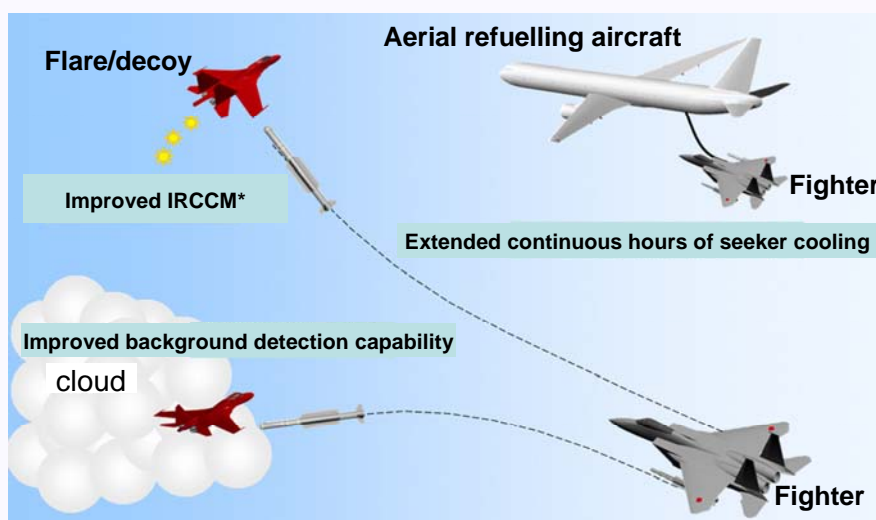 Aerial refuelling aircraft
Flare/decoy
Fighter
Improved IRCCM*
Extended continuous hours of seeker cooling
Improved background detection capability
cloud
Fighter